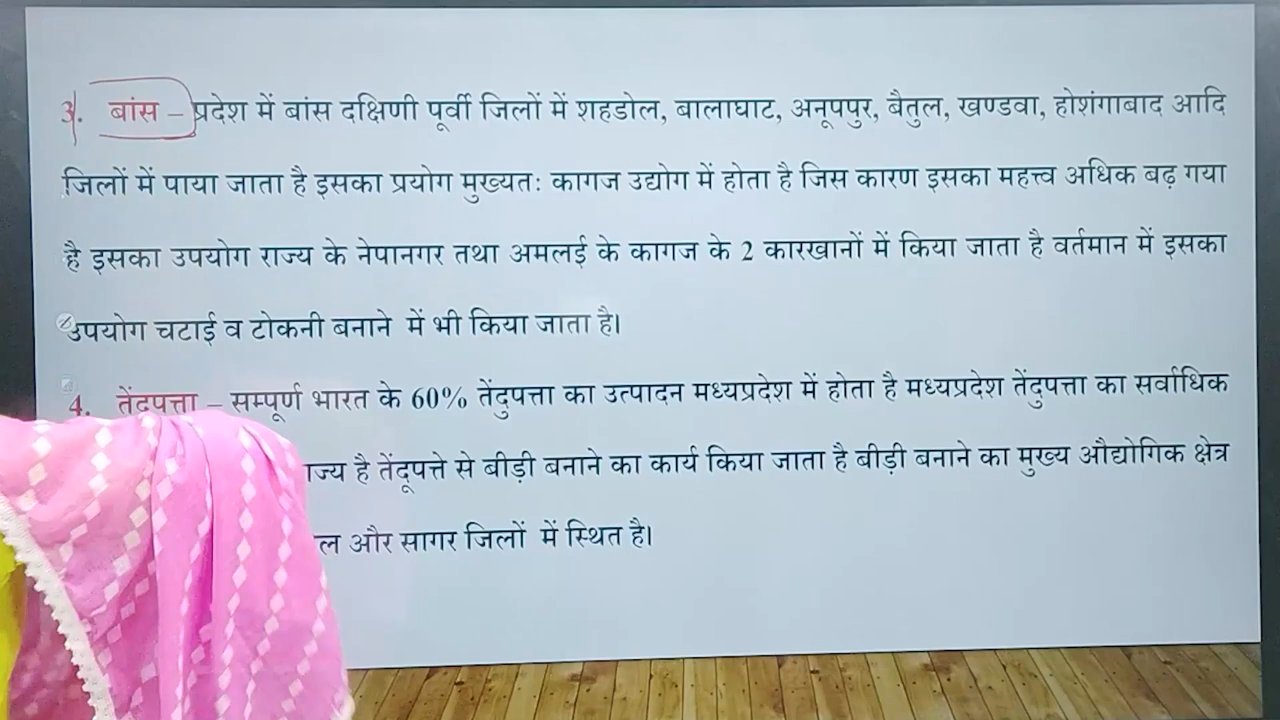 3. बांस – प्रदेश में बांस दक्षिणी पूर्वी जिलों में शहडोल, बालाघाट, अनूपपुर, बैतुल, खण्डवा, होशंगाबाद आदि
जिलों में पाया जाता है इसका प्रयोग मुख्यतः कागज उद्योग में होता है जिस कारण इसका महत्त्व अधिक बढ़ गया
है इसका उपयोग राज्य के नेपानगर तथा अमलई के कागज के 2 कारखानों में किया जाता है वर्तमान में इसका
उपयोग चटाई व टोकनी बनाने में भी किया जाता है।
4. तेंदुपत्ता – सम्पूर्ण भारत के 60% तेंदुपत्ता का उत्पादन मध्यप्रदेश में होता है मध्यप्रदेश तेंदुपत्ता का सर्वाधिक
है तेंदूपत्ते से बीड़ी बनाने का कार्य किया जाता है बीड़ी बनाने का मुख्य औद्योगिक क्षेत्र
और सागर जिलों में स्थित है।